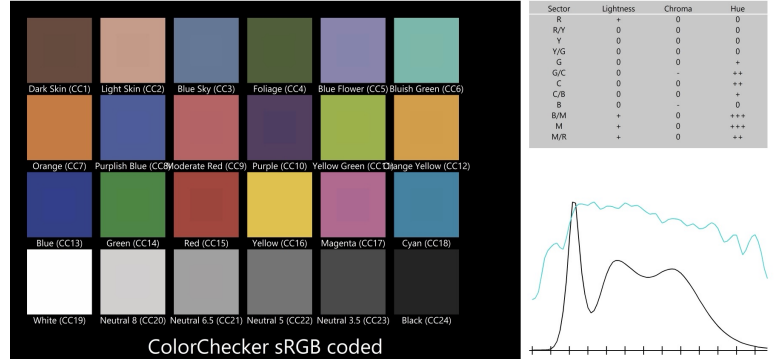 Dark Skin (CC1) Light Skin (CC2) Blue Sky (CC3) Foliage (CC4) Blue Flower (CC5) Bluish Green (CC6)
Orange (CC7) Purplish Blue (CC8) Moderate Red (CC9) Purple (CC10) Yellow Green (CC11) Orange Yellow (CC12)
Blue (CC13) Green (CC14) Red (CC15) Yellow (CC16) Magenta (CC17) Cyan (CC18)
White (CC19) Neutral 8 (CC20) Neutral 6.5 (CC21) Neutral 5 (CC22) Neutral 3.5 (CC23) Black (CC24)
ColorChecker sRGB coded
Sector Lightness Chroma Hue
R + 0 0
R/Y 0 0 0
Y 0 0 0
Y/G 0 0 0
G 0 0 +
G/C 0 - ++
C 0 0 ++
C/B 0 0 +
B 0 - 0
B/M + 0 +++
M + 0 +++
M/R + 0 ++